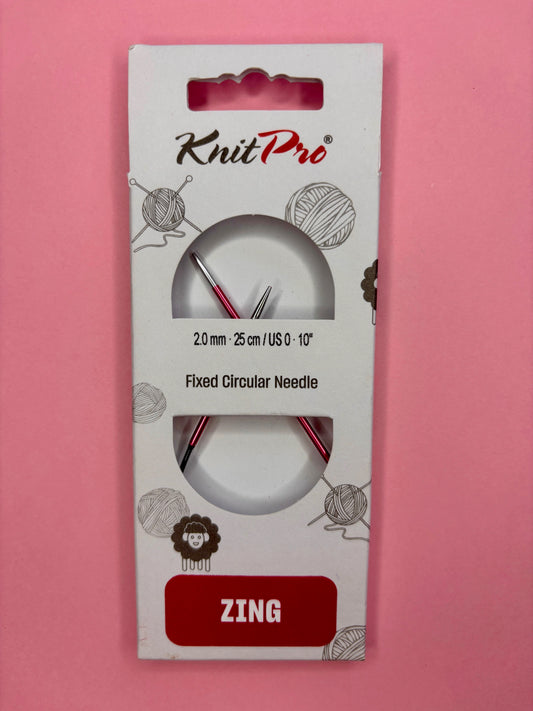 KnitPro®
2.0 mm · 25 cm / US 0 · 10"
Fixed Circular Needle
ZING